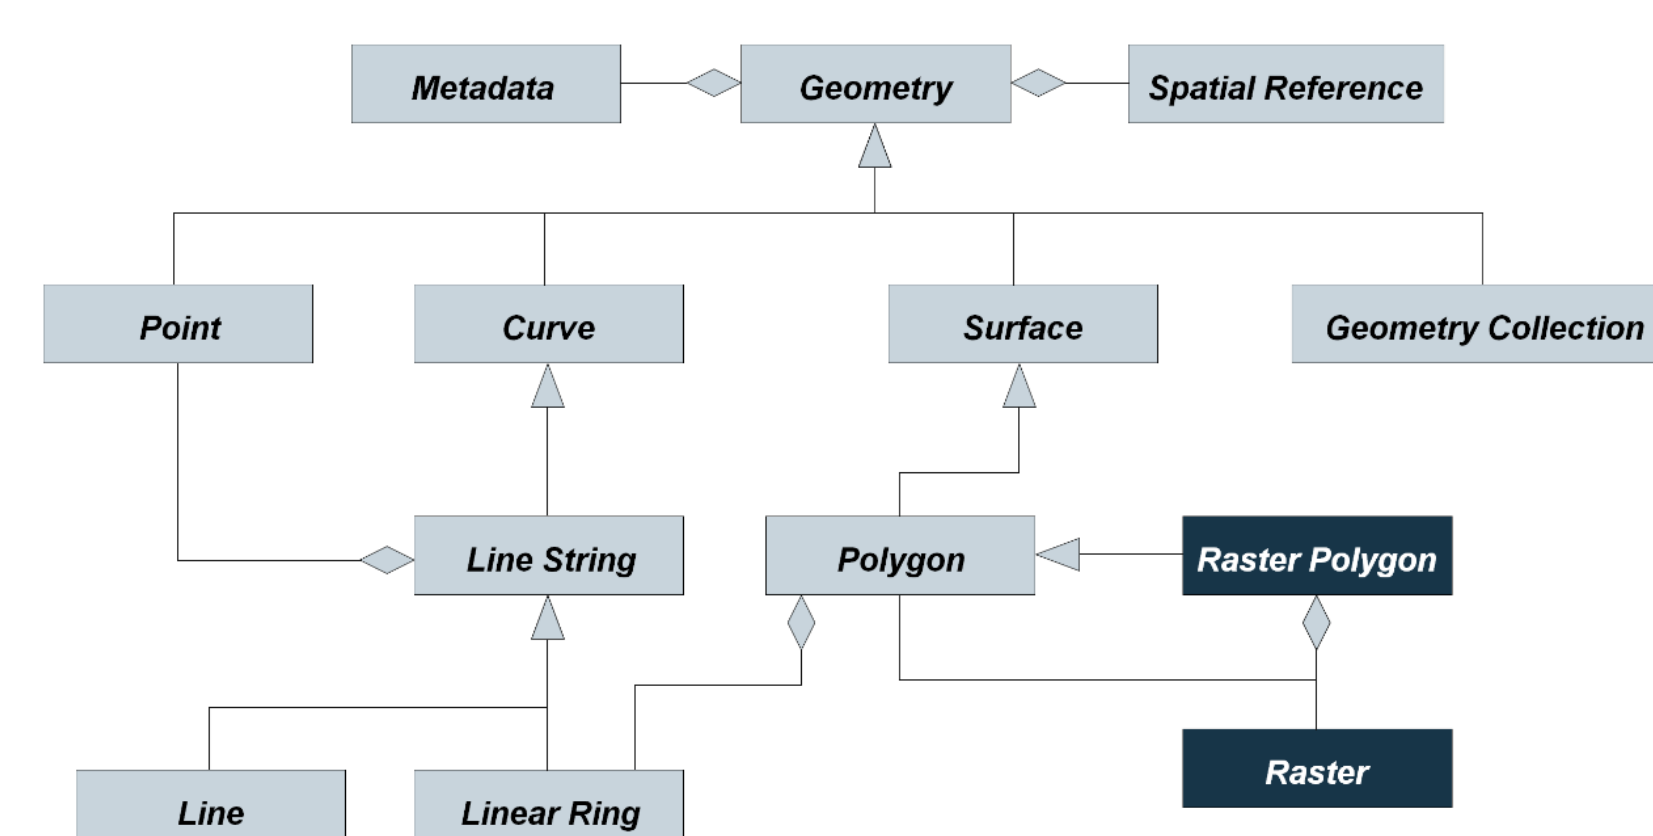 Metadata
Geometry
Spatial Reference
Point
Curve
Surface
Geometry Collection
Line String
Polygon
Raster Polygon
Raster
Line
Linear Ring